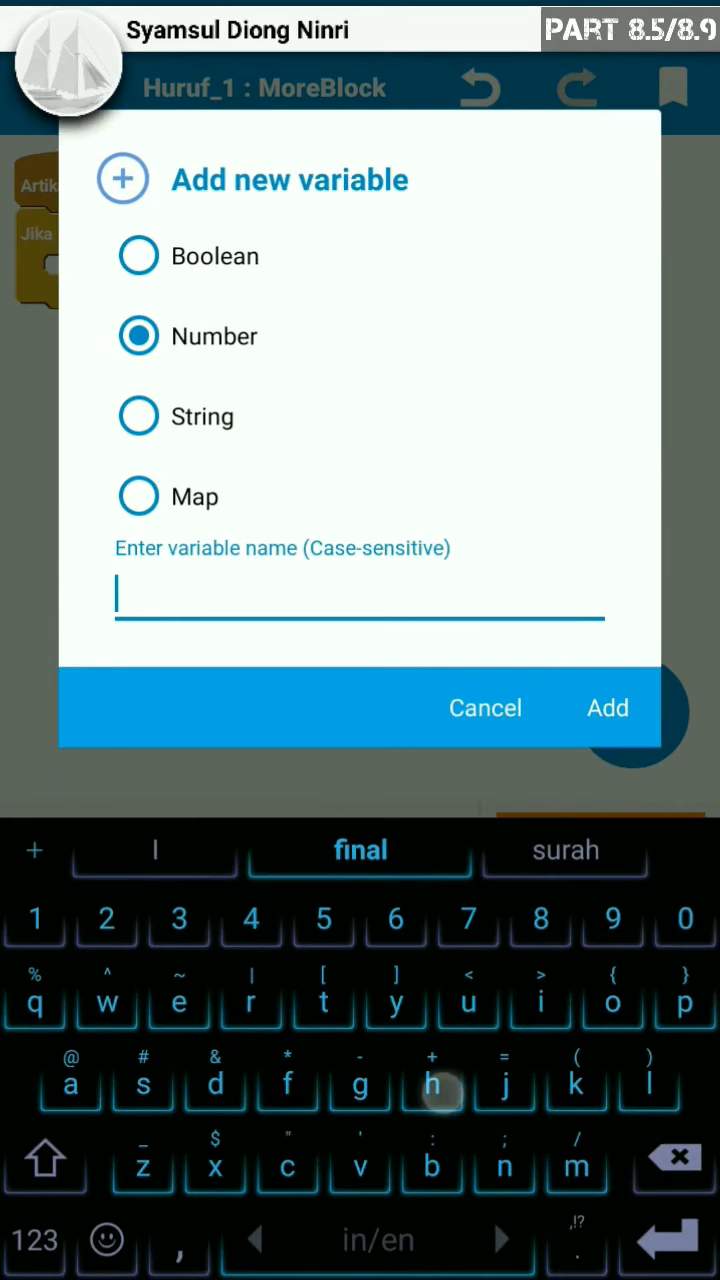 Syamsul Diong Ninri
PART 8.5/8.9
Huruf_1 : MoreBlock
Artik
Jika
Add new variable
Boolean
Number
String
Map
Enter variable name (Case-sensitive)
Cancel Add
+ I final surah
1 2 3 4 5 6 7 8 9 0
% ^ ~ | [ ] < > { }
q w e r t y u i o p
@ # & * - + = ( )
a s d f g h j k l
_ $ " ' : ; /
z x c v b n m
,!?
123 , in/en .